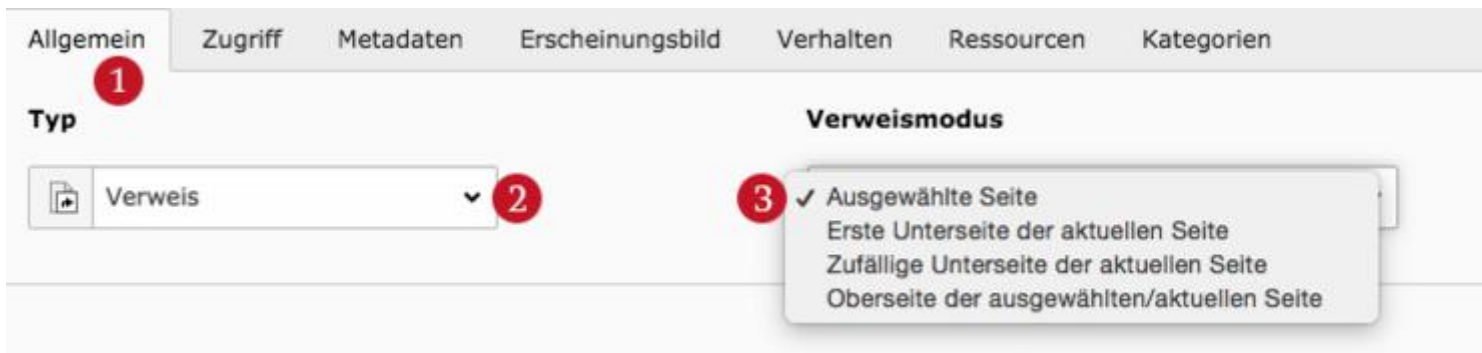 Allgemein Zugriff Metadaten Erscheinungsbild Verhalten Ressourcen Kategorien
1
Typ Verweismodus
Verweis 2 3 ✓ Ausgewählte Seite
Erste Unterseite der aktuellen Seite
Zufällige Unterseite der aktuellen Seite
Oberseite der ausgewählten/aktuellen Seite